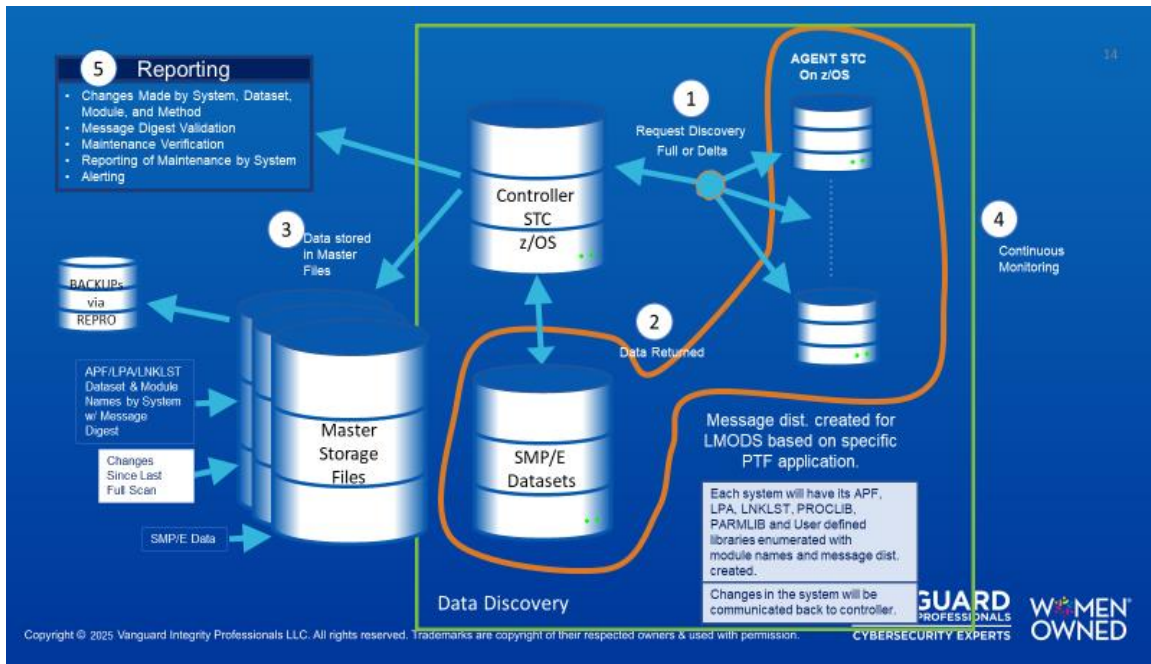 14
5 Reporting
• Changes Made by System, Dataset,
Module, and Method
• Message Digest Validation
• Maintenance Verification
• Reporting of Maintenance by System
• Alerting
AGENT STC
On z/OS
1
Request Discovery
Full or Delta
Controller
STC
z/OS
3
Data stored
in Master
Files
4
Continuous
Monitoring
BACKUPs
via
REPRO
2
Data Returned
APF/LPA/LNKLST
Dataset & Module
Names by System
w/ Message
Digest
Changes
Since Last
Full Scan
SMP/E Data
Master
Storage
Files
SMP/E
Datasets
Message dist. created for
LMODS based on specific
PTF application.
Each system will have its APF,
LPA, LNKLST, PROCLIB,
PARMLIB and User defined
libraries enumerated with
module names and message dist.
created.
Changes in the system will be
communicated back to controller.
Data Discovery
GUARD
PROFESSIONALS
CYBERSECURITY EXPERTS
WOMEN
OWNED
Copyright © 2025 Vanguard Integrity Professionals LLC. All rights reserved. Trademarks are copyright of their respected owners & used with permission.